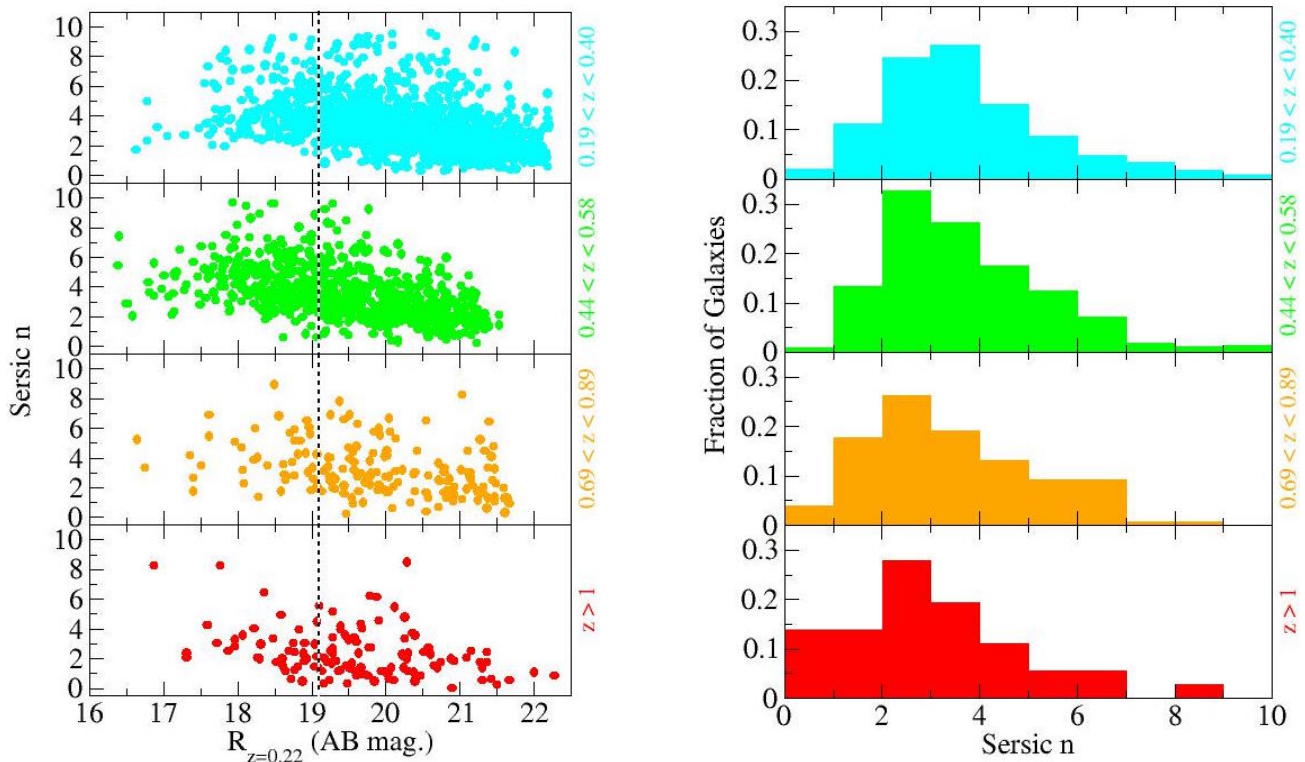 10
8
6
4
2
0
0.19 < z < 0.40
10
8
6
4
2
0
0.44 < z < 0.58
10
8
6
4
2
0
0.69 < z < 0.89
10
8
6
4
2
0
z > 1
Sersic n
16 17 18 19 20 21 22
R z=0.22 (AB mag.)
0.3
0.2
0.1
0
0.19 < z < 0.40
0.3
0.2
0.1
0
0.44 < z < 0.58
0.3
0.2
0.1
0
0.69 < z < 0.89
0.3
0.2
0.1
0
z > 1
Fraction of Galaxies
0 2 4 6 8 10
Sersic n